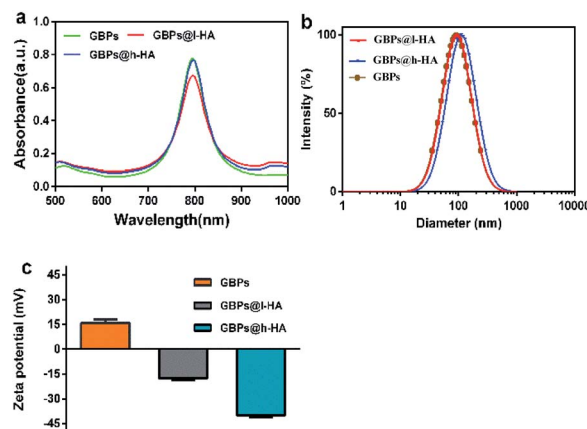 a
GBPs
GBPs@l-HA
GBPs@h-HA
1.0
0.8
0.6
0.4
0.2
0.0
Absorbance(a.u.)
500 600 700 800 900 1000
Wavelength(nm)
b
GBPs@l-HA
GBPs@h-HA
GBPs
100
50
0
Intensity (%)
1 10 100 1000 10000
Diameter (nm)
c
GBPs
GBPs@l-HA
GBPs@h-HA
45
30
15
0
-15
-30
-45
Zeta potential (mV)